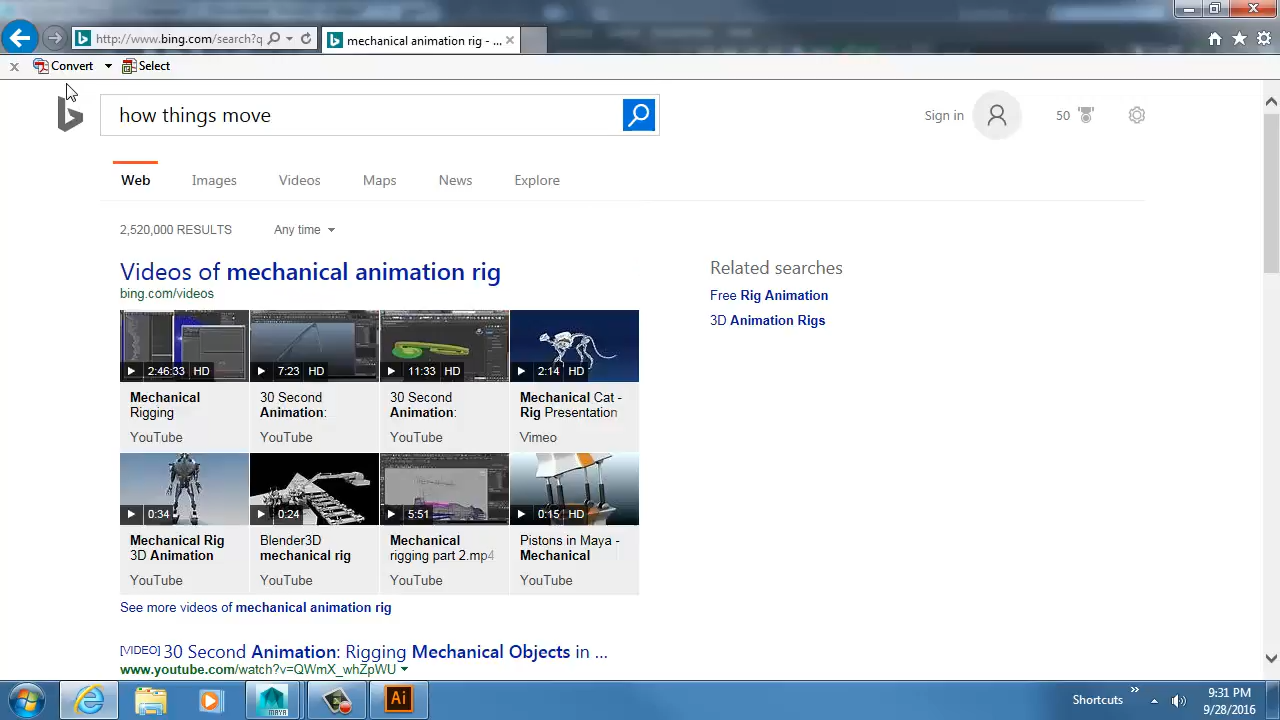 http://www.bing.com/search?q
mechanical animation rig - ...
Convert
Select
how things move
Sign in
50
Web
Images
Videos
Maps
News
Explore
2,520,000 RESULTS
Any time
Videos of mechanical animation rig
bing.com/videos
Related searches
Free Rig Animation
3D Animation Rigs
2:46:33 HD
7:23 HD
11:33 HD
2:14 HD
Mechanical
Rigging
YouTube
30 Second
Animation:
YouTube
30 Second
Animation:
YouTube
Mechanical Cat -
Rig Presentation
Vimeo
0:34
0:24
5:51
0:15 HD
Mechanical Rig
3D Animation
YouTube
Blender3D
mechanical rig
YouTube
Mechanical
rigging part 2.mp4
YouTube
Pistons in Maya -
Mechanical
YouTube
See more videos of mechanical animation rig
[VIDEO] 30 Second Animation: Rigging Mechanical Objects in ...
www.youtube.com/watch?v=QWmX_whZpWU
MAYA
Ai
Shortcuts
9:31 PM
9/28/2016